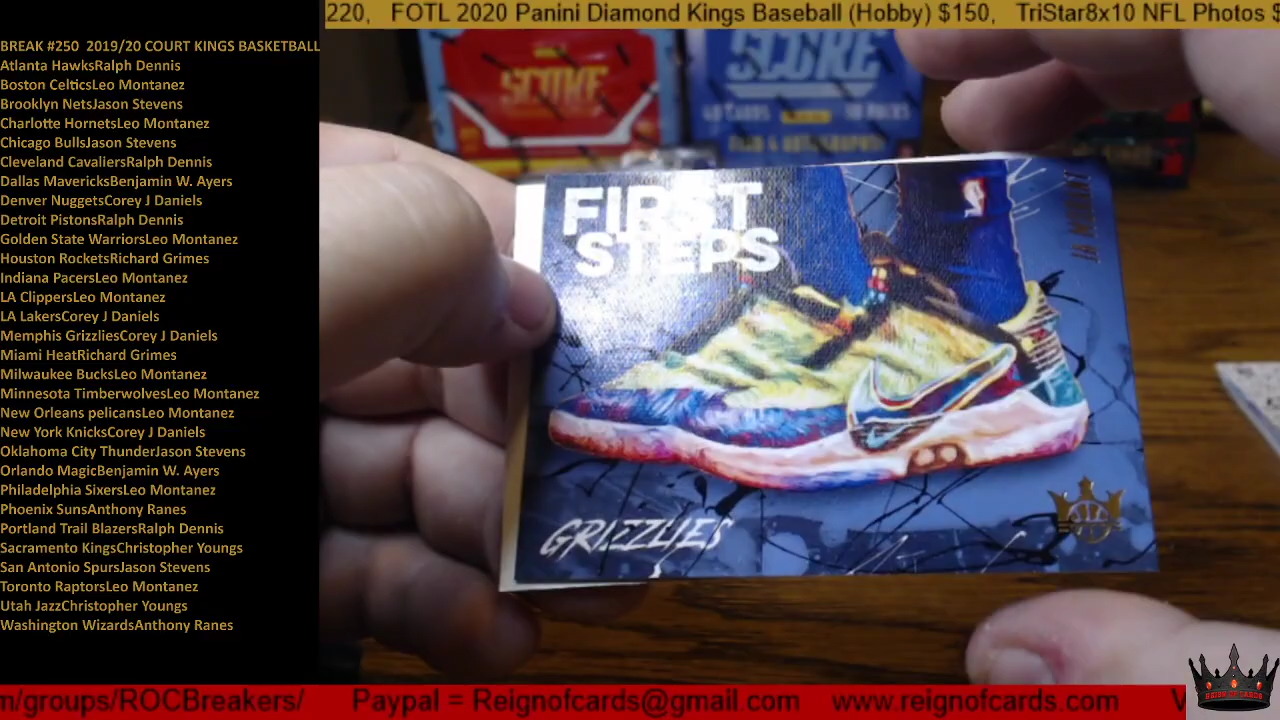 220, FOTL 2020 Panini Diamond Kings Baseball (Hobby) $150, TriStar8x10 NFL Photos $
BREAK #250 2019/20 COURT KINGS BASKETBALL
Atlanta HawksRalph Dennis
Boston CelticsLeo Montanez
Brooklyn NetsJason Stevens
Charlotte HornetsLeo Montanez
Chicago BullsJason Stevens
Cleveland CavaliersRalph Dennis
Dallas MavericksBenjamin W. Ayers
Denver NuggetsCorey J Daniels
Detroit PistonsRalph Dennis
Golden State WarriorsLeo Montanez
Houston RocketsRichard Grimes
Indiana PacersLeo Montanez
LA ClippersLeo Montanez
LA LakersCorey J Daniels
Memphis GrizzliesCorey J Daniels
Miami HeatRichard Grimes
Milwaukee BucksLeo Montanez
Minnesota TimberwolvesLeo Montanez
New Orleans pelicansLeo Montanez
New York KnicksCorey J Daniels
Oklahoma City ThunderJason Stevens
Orlando MagicBenjamin W. Ayers
Philadelphia SixersLeo Montanez
Phoenix SunsAnthony Ranes
Portland Trail BlazersRalph Dennis
Sacramento KingsChristopher Youngs
San Antonio SpursJason Stevens
Toronto RaptorsLeo Montanez
Utah JazzChristopher Youngs
Washington WizardsAnthony Ranes
SCORE
SCORE
FIRST
STEPS
JA MORANT
GRIZZLIES
m/groups/ROCBreakers/ Paypal = Reignofcards@gmail.com www.reignofcards.com
REIGN OF CARDS